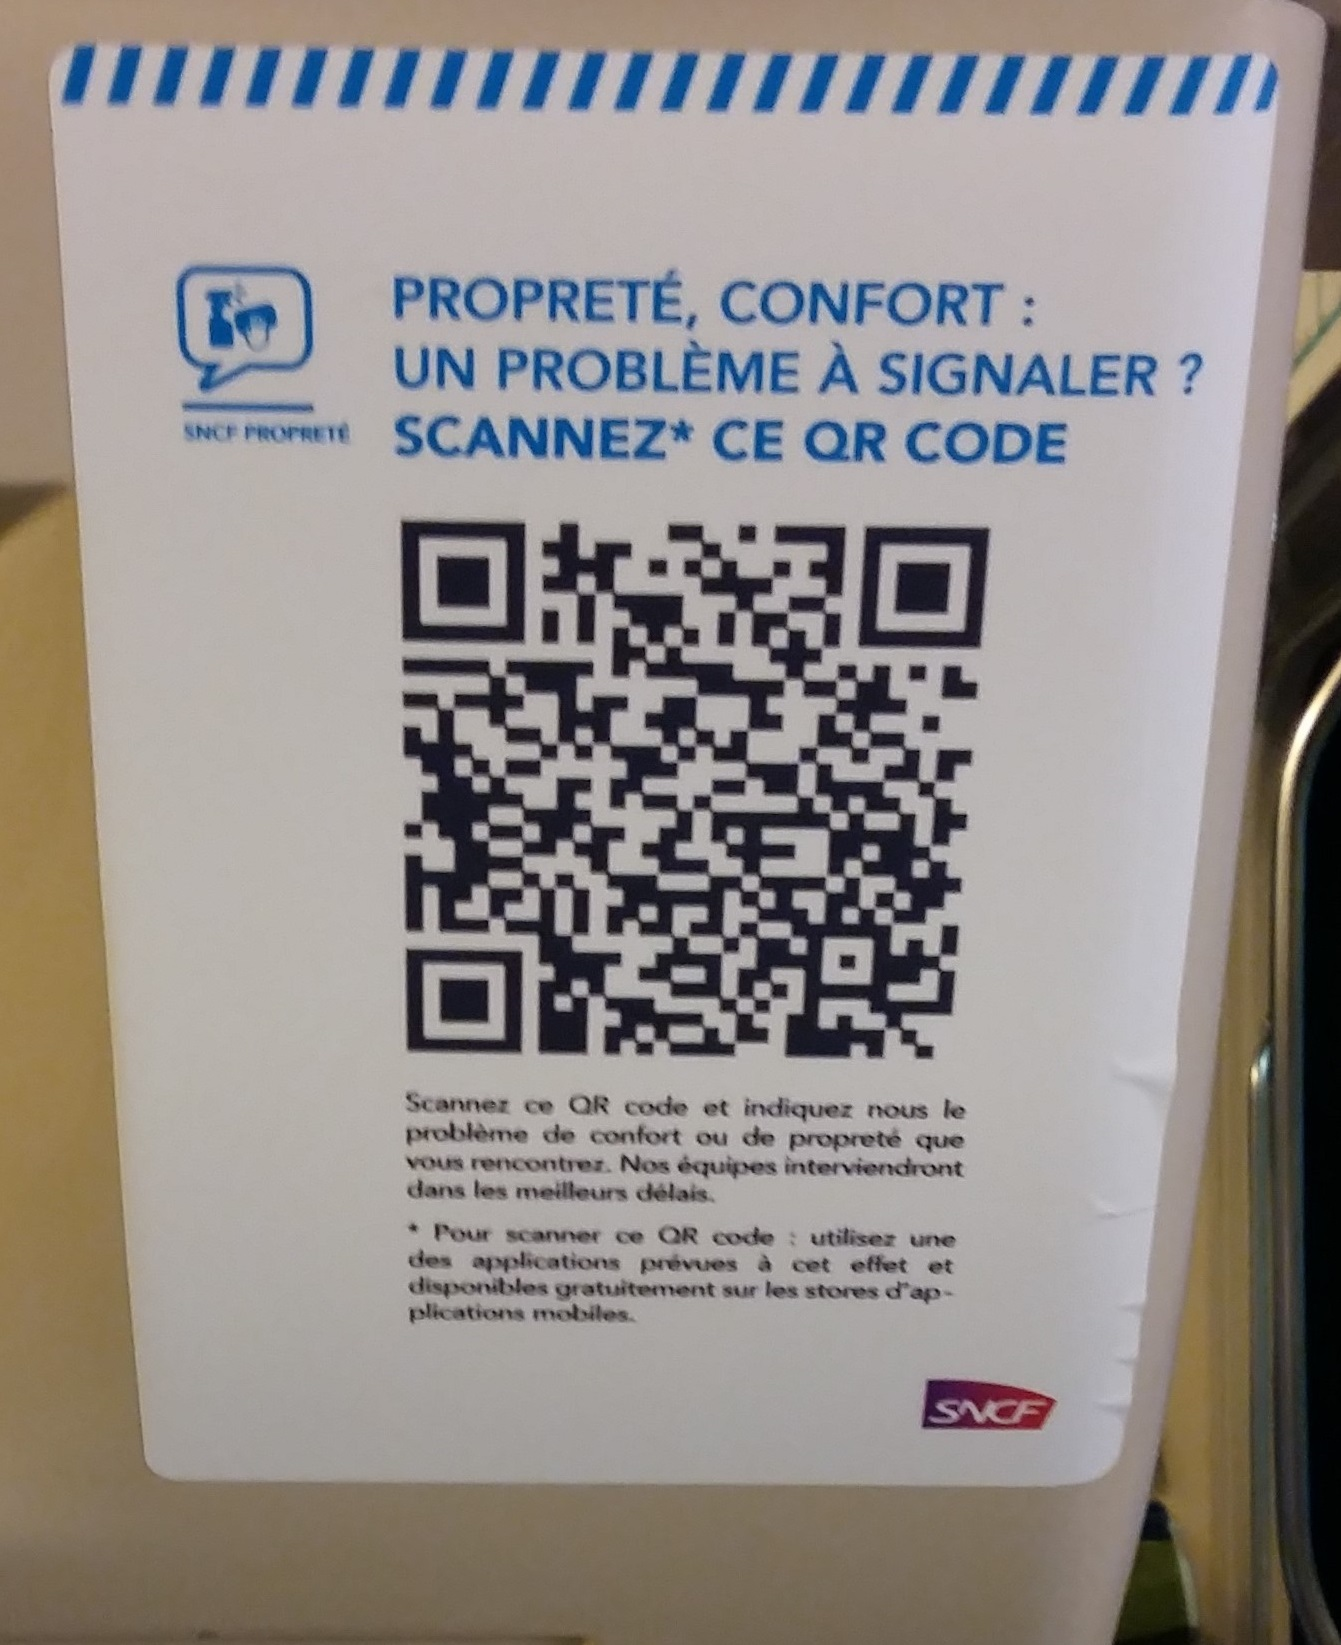 PROPRETÉ, CONFORT :
UN PROBLÈME À SIGNALER ?
SCANNEZ* CE QR CODE
SNCF PROPRETÉ
Scannez ce QR code et indiquez nous le
problème de confort ou de propreté que
vous rencontrez. Nos équipes interviendront
dans les meilleurs délais.
* Pour scanner ce QR code : utilisez une
des applications prévues à cet effet et
disponibles gratuitement sur les stores d'ap-
plications mobiles.
SNCF